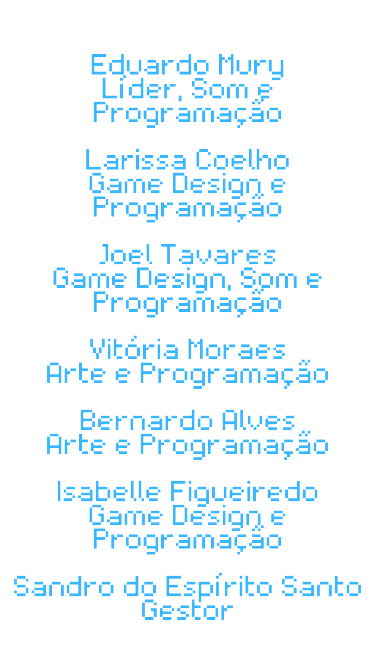 Eduardo Mury
Líder, Som e
Programação
Larissa Coelho
Game Design e
Programação
Joel Tavares
Game Design, Som e
Programação
Vitória Moraes
Arte e Programação
Bernardo Alves
Arte e Programação
Isabelle Figueiredo
Game Design e
Programação
Sandro do Espírito Santo
Gestor